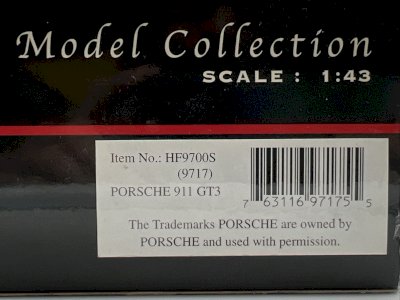 Model Collection
SCALE : 1:43
Item No.: HF9700S
(9717)
PORSCHE 911 GT3
7 63116 97175 5
The Trademarks PORSCHE are owned by
PORSCHE and used with permission.